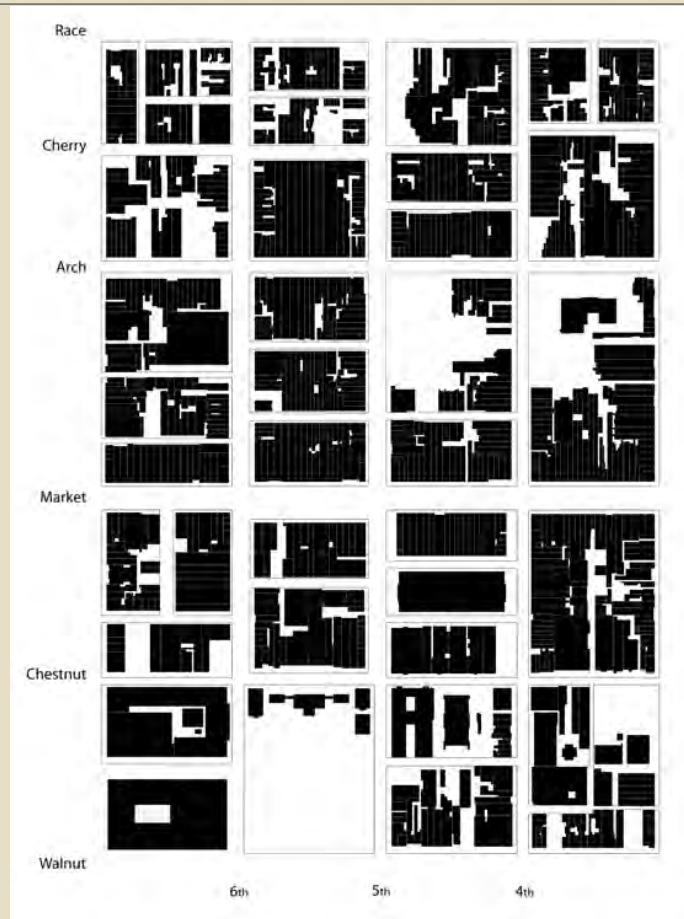 Race
Cherry
Arch
Market
Chestnut
Walnut
6th 5th 4th